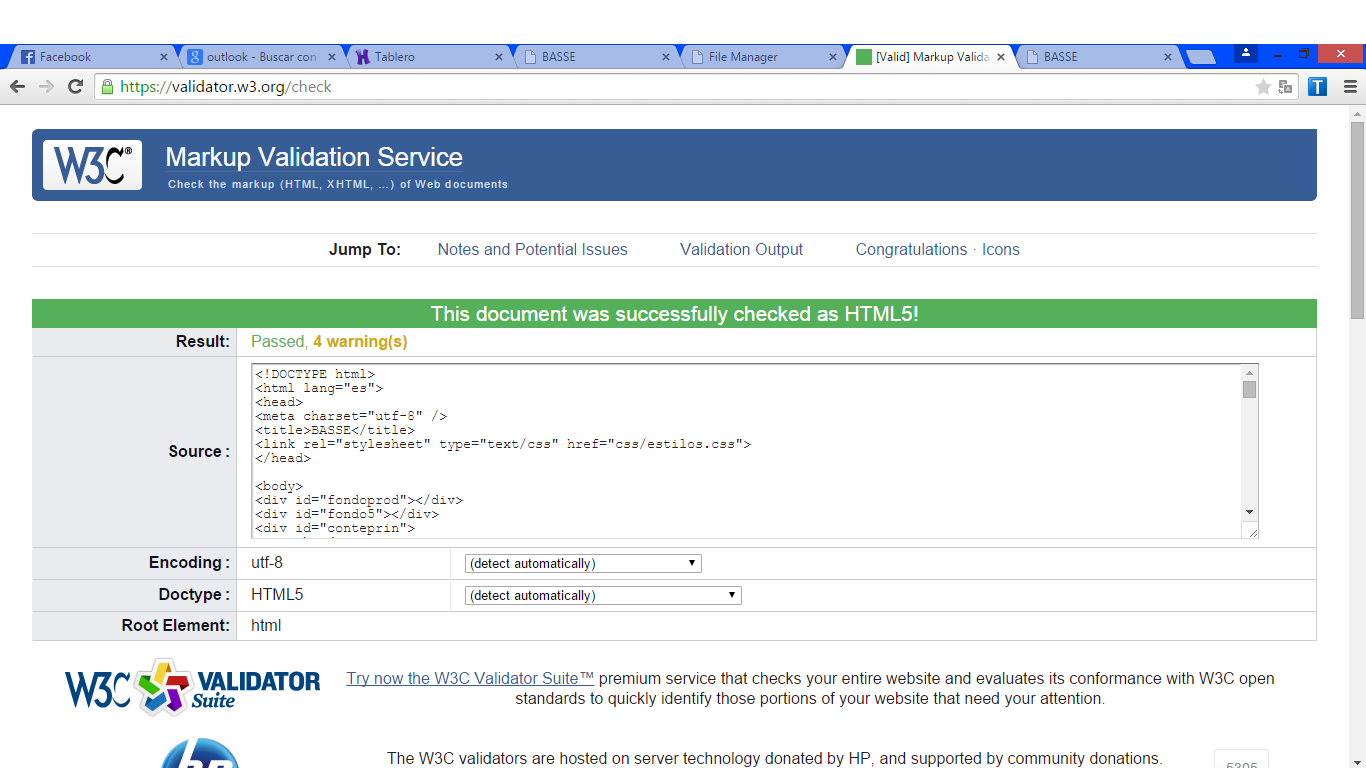 Facebook
outlook - Buscar con
Tablero
BASSE
File Manager
[Valid] Markup Valida
BASSE
https://validator.w3.org/check
T
W3C®
Markup Validation Service
Check the markup (HTML, XHTML, ...) of Web documents
Jump To: Notes and Potential Issues Validation Output Congratulations · Icons
This document was successfully checked as HTML5!
Result: Passed, 4 warning(s)
Source :
<!DOCTYPE html>
<html lang="es">
<head>
<meta charset="utf-8" />
<title>BASSE</title>
<link rel="stylesheet" type="text/css" href="css/estilos.css">
</head>
<body>
<div id="fondoprod"></div>
<div id="fondo5"></div>
<div id="conteprin">
Encoding : utf-8 (detect automatically)
Doctype : HTML5 (detect automatically)
Root Element: html
W3C VALIDATOR Suite
Try now the W3C Validator Suite™ premium service that checks your entire website and evaluates its conformance with W3C open
standards to quickly identify those portions of your website that need your attention.
The W3C validators are hosted on server technology donated by HP, and supported by community donations.
5305